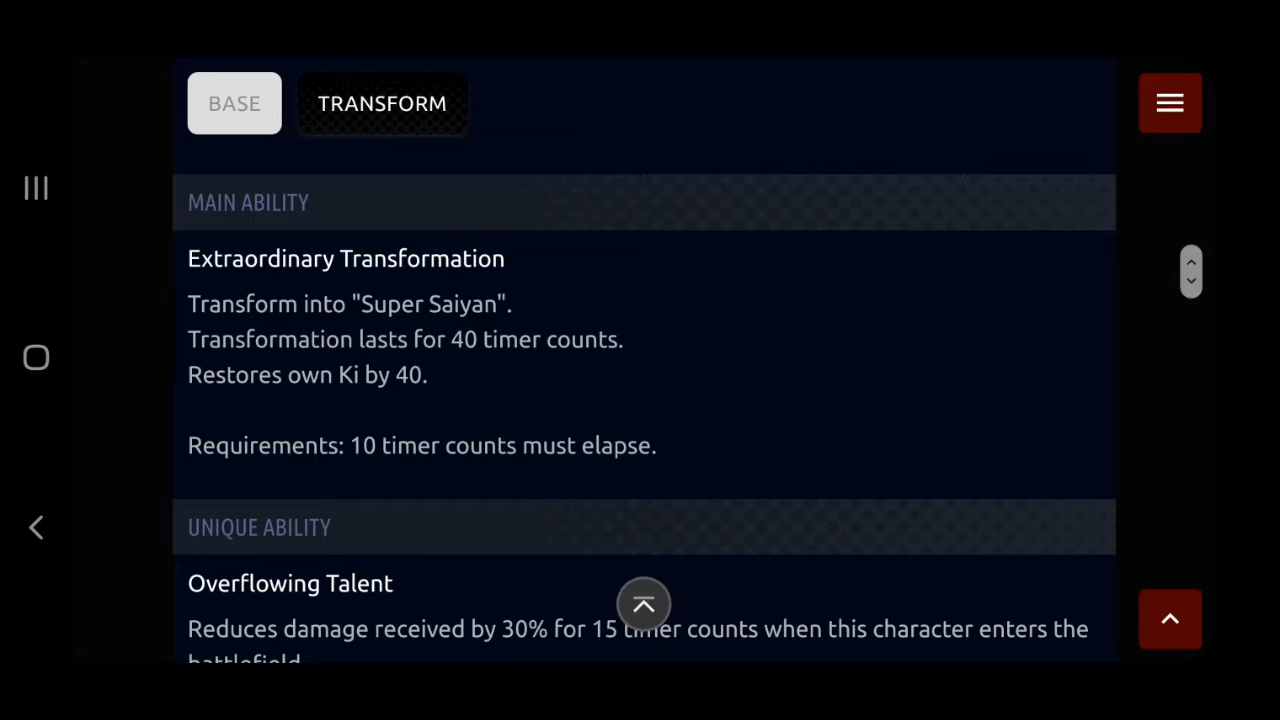 BASE
TRANSFORM
MAIN ABILITY
Extraordinary Transformation
Transform into "Super Saiyan".
Transformation lasts for 40 timer counts.
Restores own Ki by 40.
Requirements: 10 timer counts must elapse.
UNIQUE ABILITY
Overflowing Talent
Reduces damage received by 30% for 15 timer counts when this character enters the
battlefield.